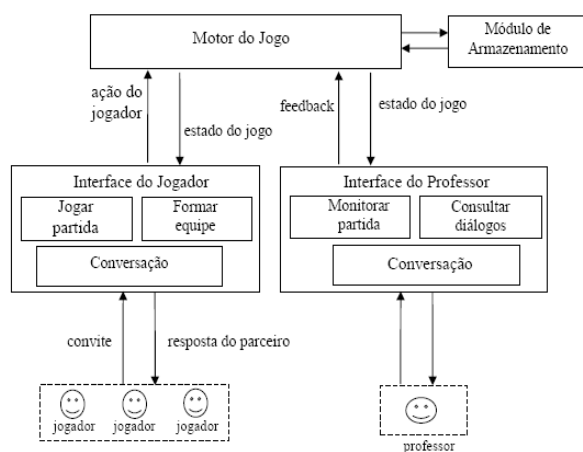 Motor do Jogo
Módulo de
Armazenamento
ação do
jogador
estado do jogo
feedback
estado do jogo
Interface do Jogador
Jogar
partida
Formar
equipe
Conversação
Interface do Professor
Monitorar
partida
Consultar
diálogos
Conversação
convite
resposta do parceiro
jogador
jogador
jogador
professor